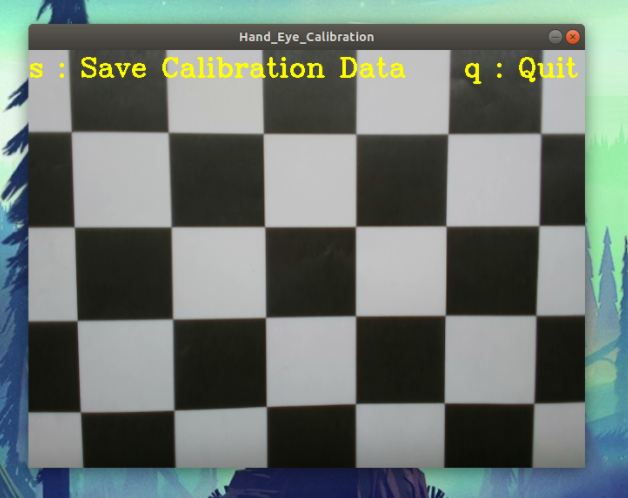 Hand_Eye_Calibration
s : Save Calibration Data q : Quit